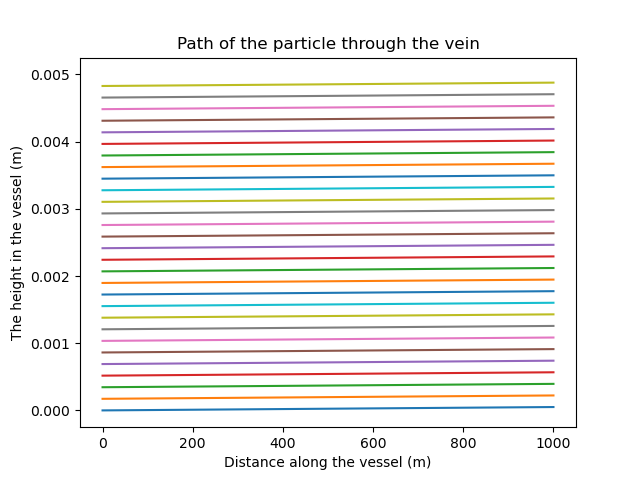 Path of the particle through the vein
0.005
0.004
0.003
0.002
0.001
0.000
The height in the vessel (m)
0 200 400 600 800 1000
Distance along the vessel (m)